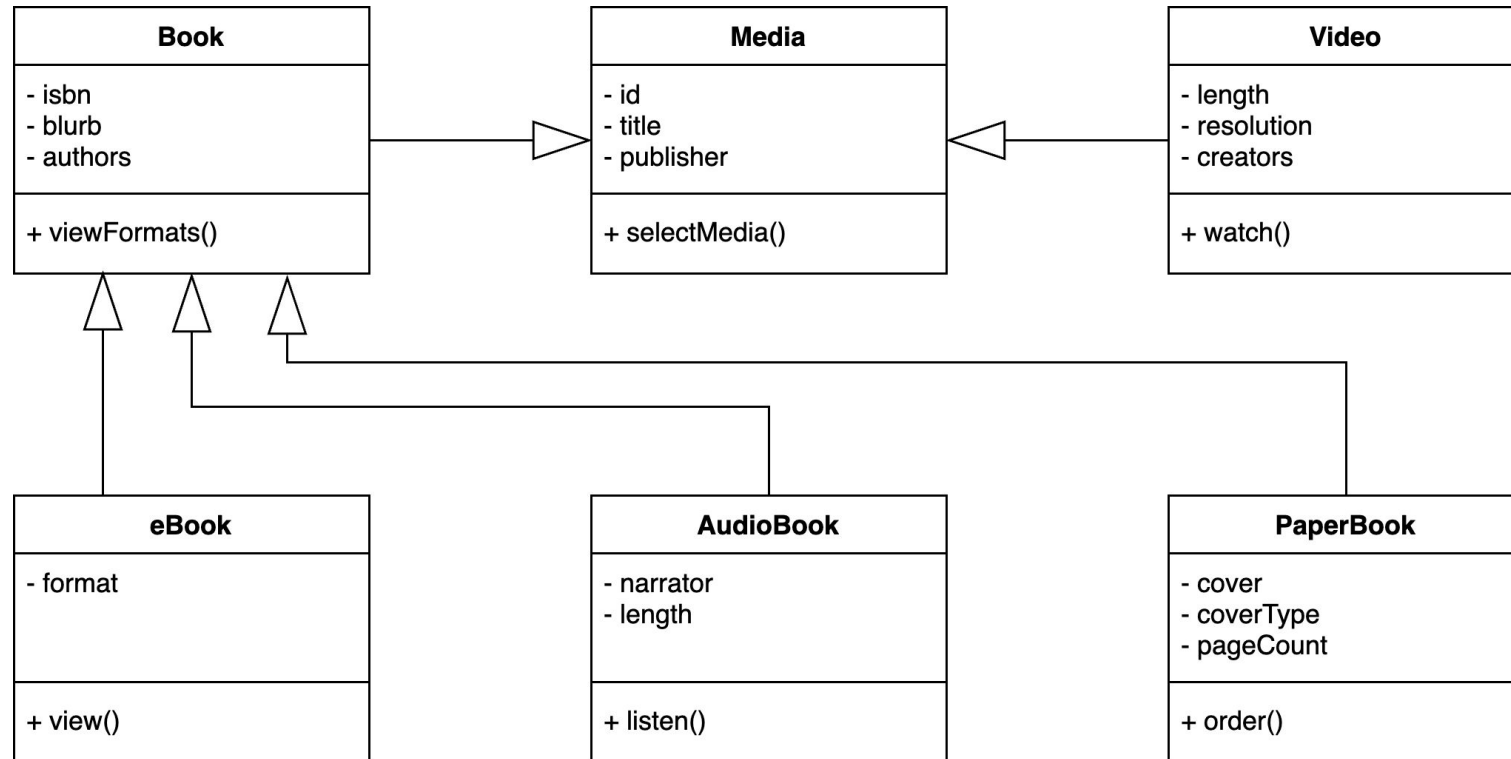 Book
- isbn
- blurb
- authors
+ viewFormats()
Media
- id
- title
- publisher
+ selectMedia()
Video
- length
- resolution
- creators
+ watch()
eBook
- format
+ view()
AudioBook
- narrator
- length
+ listen()
PaperBook
- cover
- coverType
- pageCount
+ order()